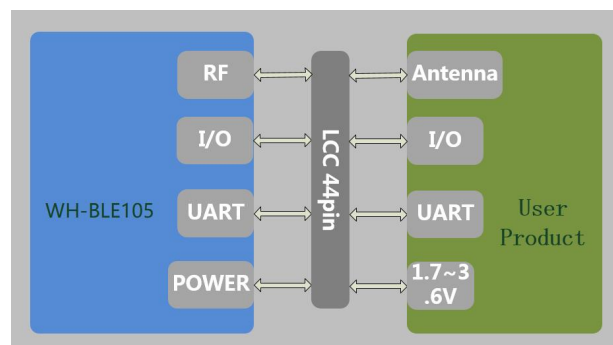 RF
Antenna
I/O
I/O
LCC 44pin
WH-BLE105
UART
UART
User
Product
POWER
1.7~3
.6V